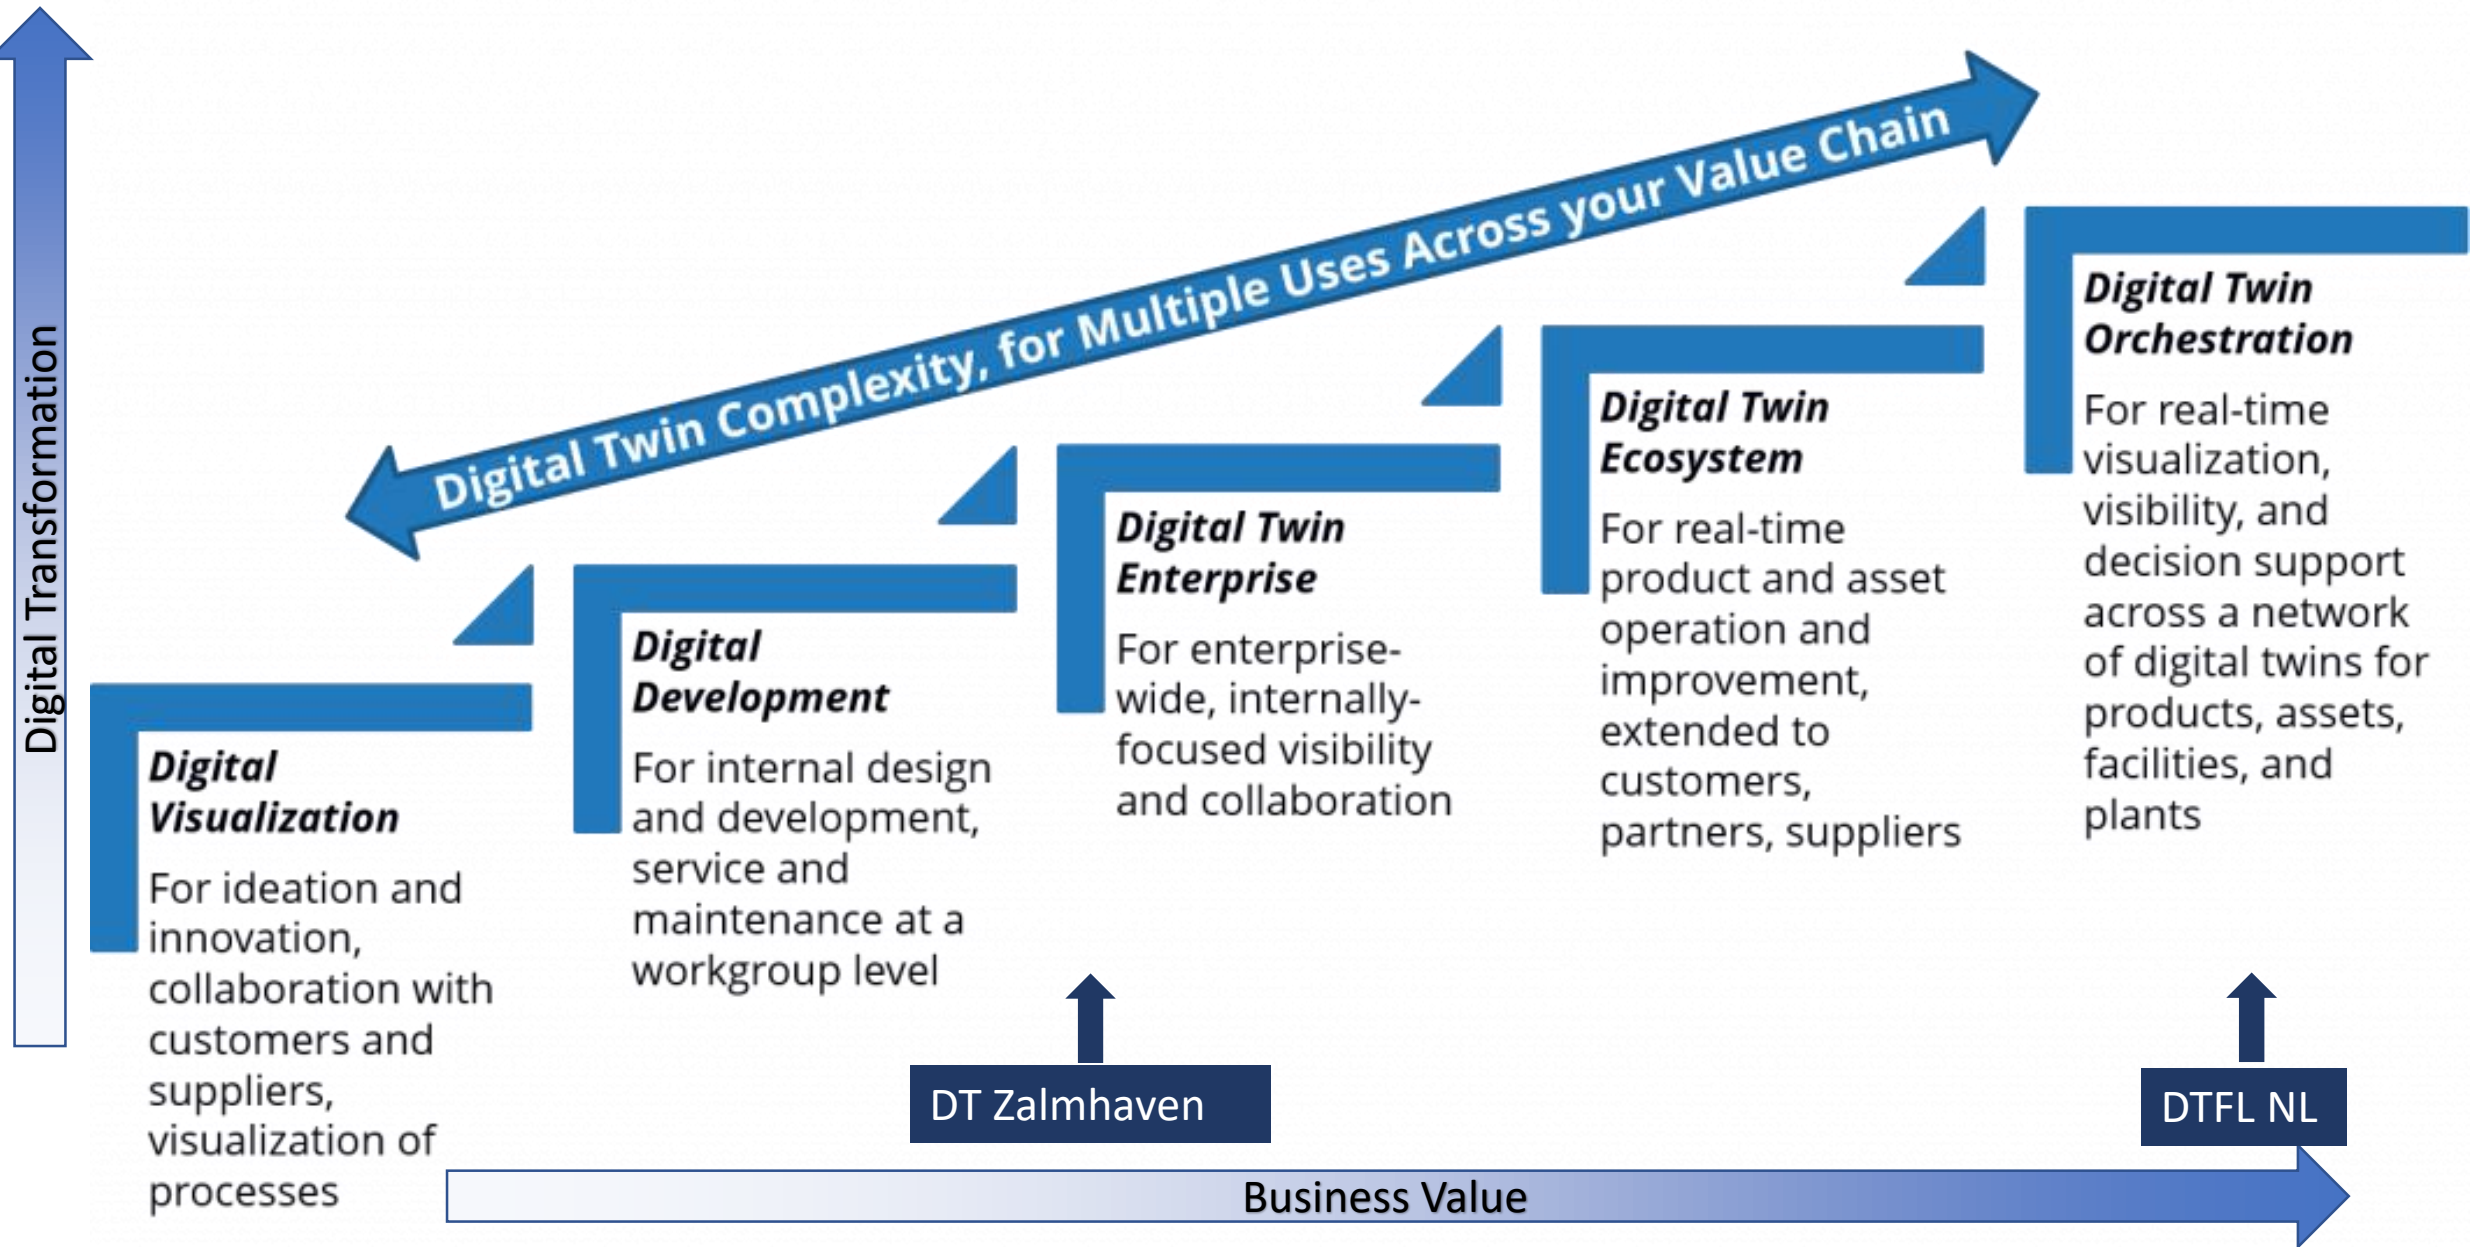 Digital Transformation
Digital Twin Complexity, for Multiple Uses Across your Value Chain
Digital
Visualization
For ideation and
innovation,
collaboration with
customers and
suppliers,
visualization of
processes
Digital
Development
For internal design
and development,
service and
maintenance at a
workgroup level
Digital Twin
Enterprise
For enterprise-
wide, internally-
focused visibility
and collaboration
Digital Twin
Ecosystem
For real-time
product and asset
operation and
improvement,
extended to
customers,
partners, suppliers
Digital Twin
Orchestration
For real-time
visualization,
visibility, and
decision support
across a network
of digital twins for
products, assets,
facilities, and
plants
DT Zalmhaven
DTFL NL
Business Value